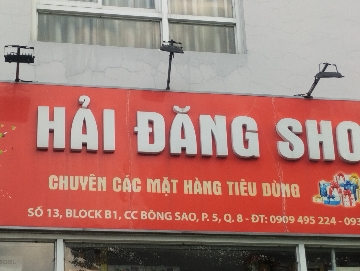 HẢI ĐĂNG SHO
CHUYÊN CÁC MẶT HÀNG TIÊU DÙNG
SỐ 13, BLOCK B1, CC BÔNG SAO, P. 5, Q. 8 - ĐT: 0909 495 224 - 093